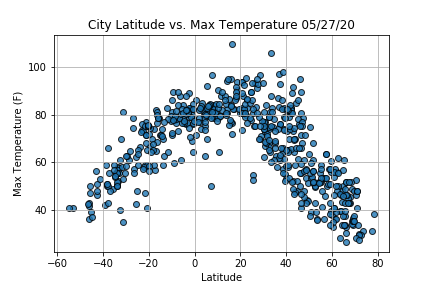 City Latitude vs. Max Temperature 05/27/20
Max Temperature (F)
100
80
60
40
−60 −40 −20 0 20 40 60 80
Latitude